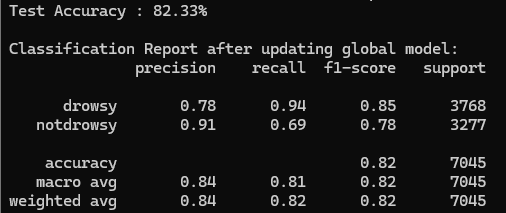 Test Accuracy : 82.33%
Classification Report after updating global model:
precision recall f1-score support
drowsy 0.78 0.94 0.85 3768
notdrowsy 0.91 0.69 0.78 3277
accuracy 0.82 7045
macro avg 0.84 0.81 0.82 7045
weighted avg 0.84 0.82 0.82 7045